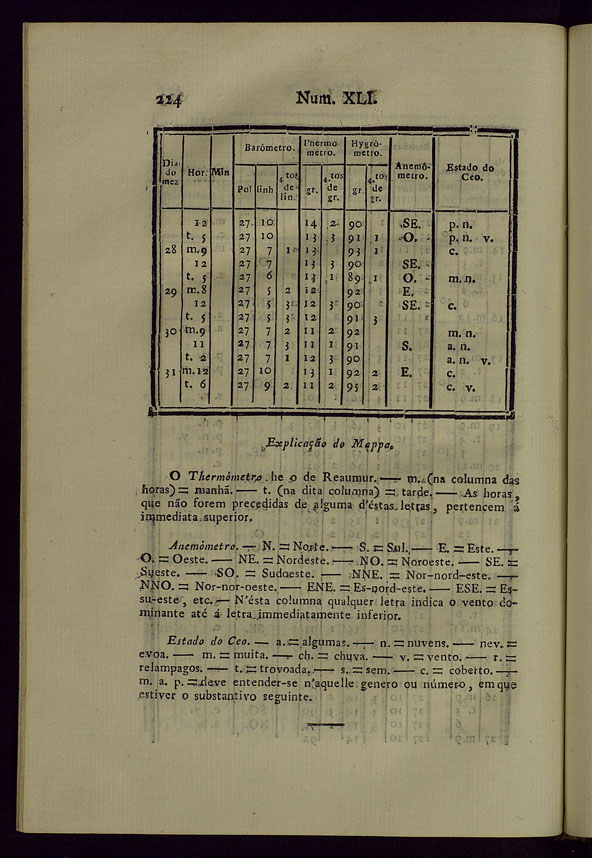 224 Num. XLI.
Dia do mez Hor. Min Barómetro. Thermómetro. Hygrómetro. Anemómetro. Estado do Ceo.
Pol linh 4.tos de lin. gr. 4.tos de gr. gr. 4.tos de gr.
12 27 10 14 2 90 SE. p. n.
t. 5 27 10 13 3 91 1 O. p. n. v.
28 m.9 27 7 1 13 93 1 c.
12 27 7 13 3 90 SE.
t. 5 27 6 13 1 89 1 O. m. n.
29 m.8 27 5 2 12 92 E.
12 27 5 3 12 3 90 SE. c.
t. 5 27 5 3 12 91 3
30 m.9 27 7 2 11 2 92 m. n.
11 27 7 3 11 1 91 S. a. n.
t. 2 27 7 1 12 3 90 a. n. v.
31 m.12 27 10 13 1 92 2 E. c.
t. 6 27 9 2 11 2 95 2 c. v.
Explicação do Mappa.
O Thermómetro he o de Reaumur. — m. (na columna das
horas) = manhã. — t. (na dita columna) = tarde. — As horas,
que não forem precedidas de alguma d'éstas letras, pertencem á
immediata superior.
Anemómetro. — N. = Norte. — S. = Sul. — E. = Este. —
O. = Oeste. — NE. = Nordeste. — NO. = Noroeste. — SE. =
Sueste. — SO. = Sudoeste. — NNE. = Nor-nord-este. —
NNO. = Nor-nor-oeste. — ENE. = Es-nord-este. — ESE. = Es-
su-este, etc. — N'ésta columna qualquer letra indica o vento do-
minante até á letra immediatamente inferior.
Estado do Ceo. — a. = algumas. — n. = nuvens. — nev. =
evoa. — m. = muita. — ch. = chuva. — v. = vento. — r. =
relampagos. — t. = trovoada. — s. = sem. — c. = coberto. —
m. a. p. = deve entender-se n'aquelle genero ou número, em que
estiver o substantivo seguinte.